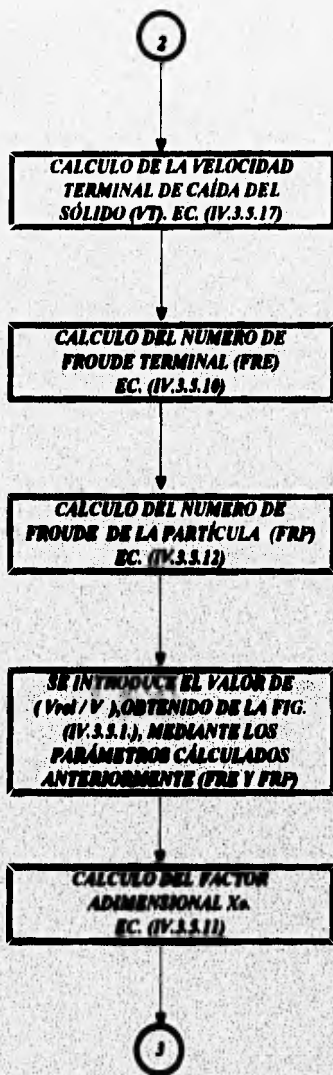 2
CALCULO DE LA VELOCIDAD
TERMINAL DE CAÍDA DEL
SÓLIDO (VT). EC. (IV.3.5.17)
CALCULO DEL NUMERO DE
FROUDE TERMINAL (FRE)
EC. (IV.3.5.10)
CALCULO DEL NUMERO DE
FROUDE DE LA PARTÍCULA (FRP)
EC. (IV.3.5.12)
SE INTRODUCE EL VALOR DE
( Vrel / V ),OBTENIDO DE LA FIG.
(IV.3.5.1.), MEDIANTE LOS
PARÁMETROS CÁLCULADOS
ANTERIORMENTE (FRE Y FRP)
CALCULO DEL FACTOR
ADIMENSIONAL
EC. (IV.3.5.11)
3